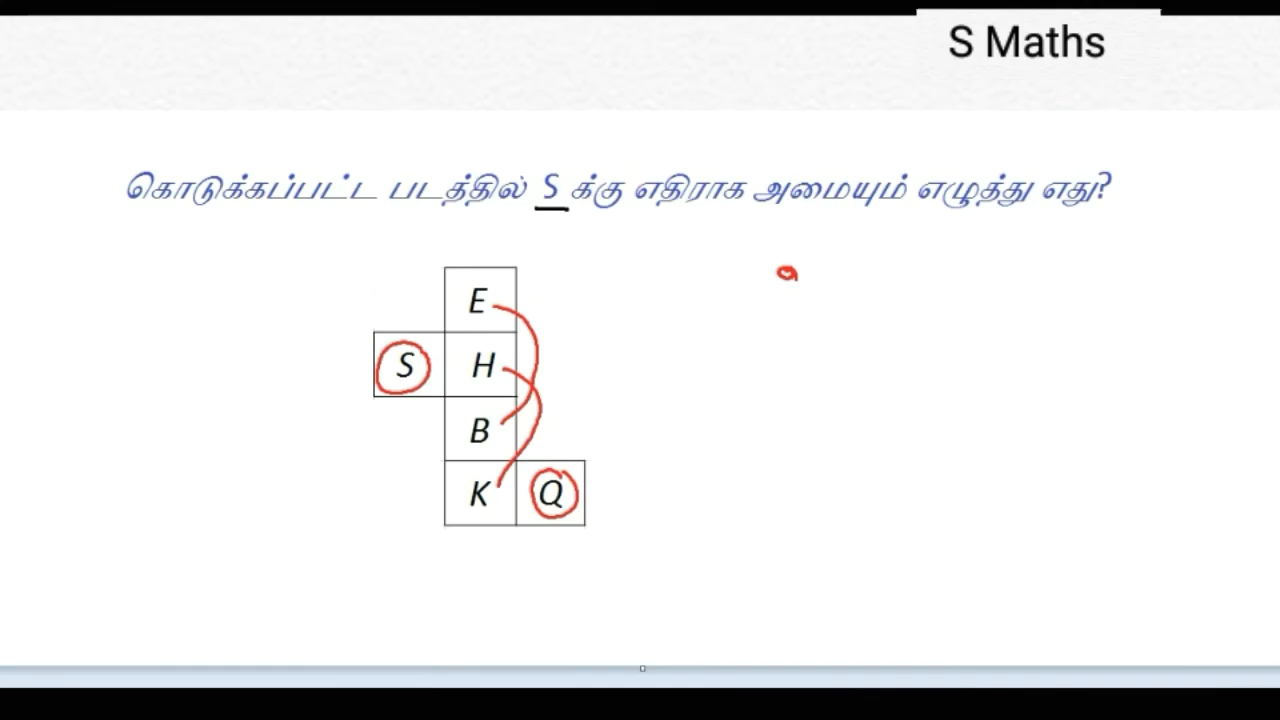 S Maths
கொடுக்கப்பட்ட படத்தில் S க்கு எதிராக அமையும் எழுத்து எது?
E
S H
B
K Q